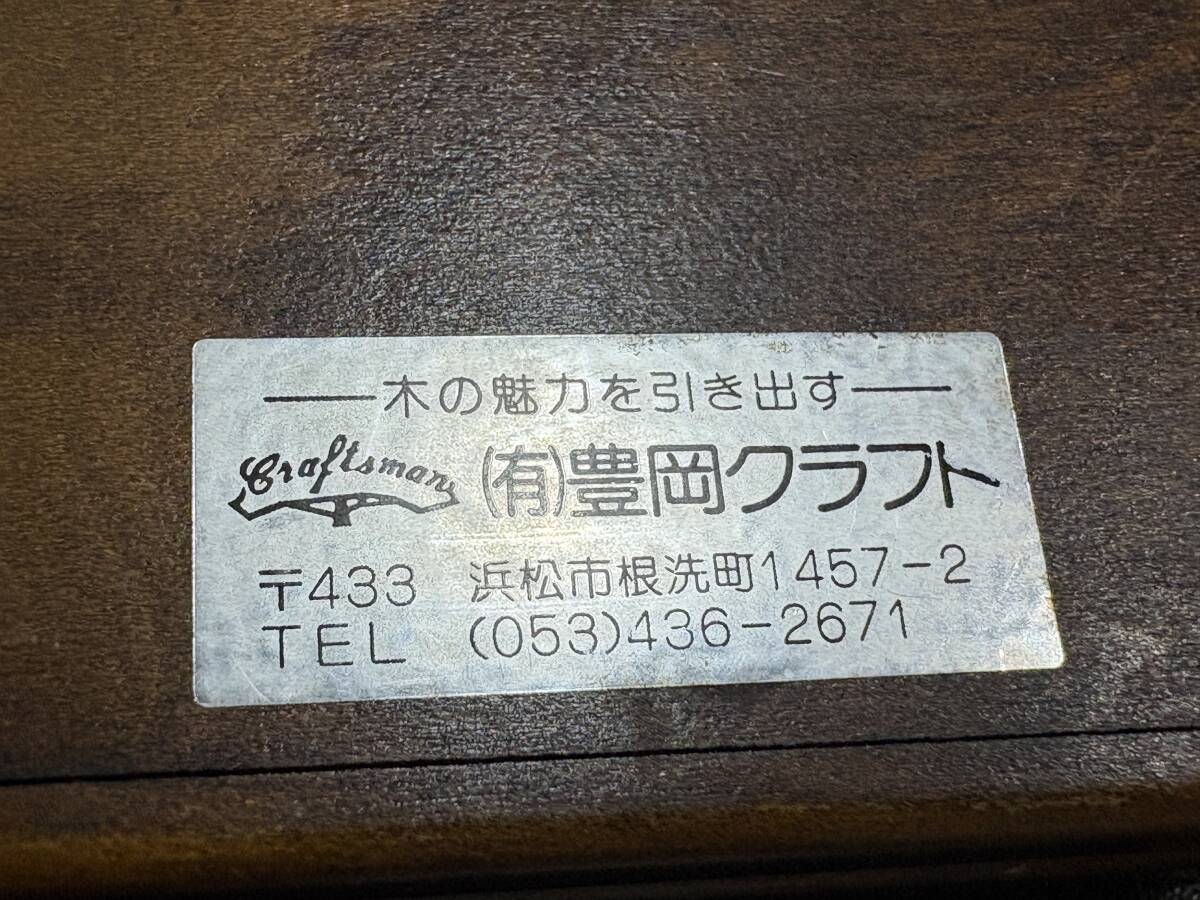 木の魅力を引き出す
Craftsman (有)豊岡クラフト
〒433 浜松市根洗町1457-2
TEL (053)436-2671